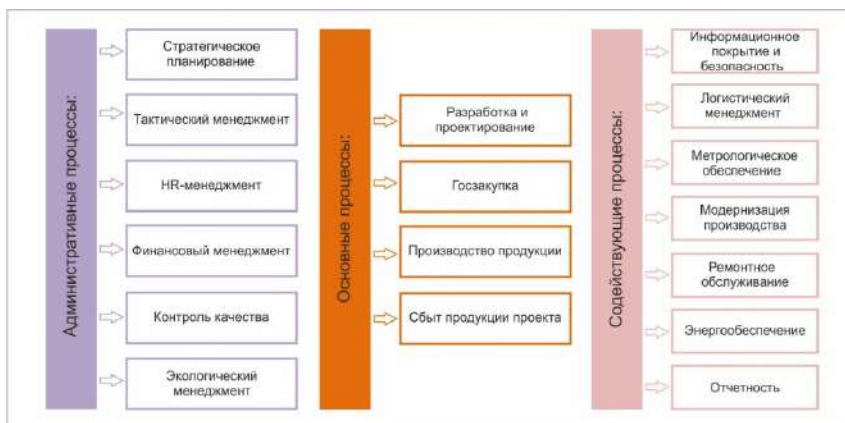 Административные процессы:
Стратегическое
планирование
Тактический менеджмент
HR-менеджмент
Финансовый менеджмент
Контроль качества
Экологический
менеджмент
Основные процессы:
Разработка и
проектирование
Госзакупка
Производство продукции
Сбыт продукции проекта
Содействующие процессы:
Информационное
покрытие и
безопасность
Логистический
менеджмент
Метрологическое
обеспечение
Модернизация
производства
Ремонтное
обслуживание
Энергообеспечение
Отчетность